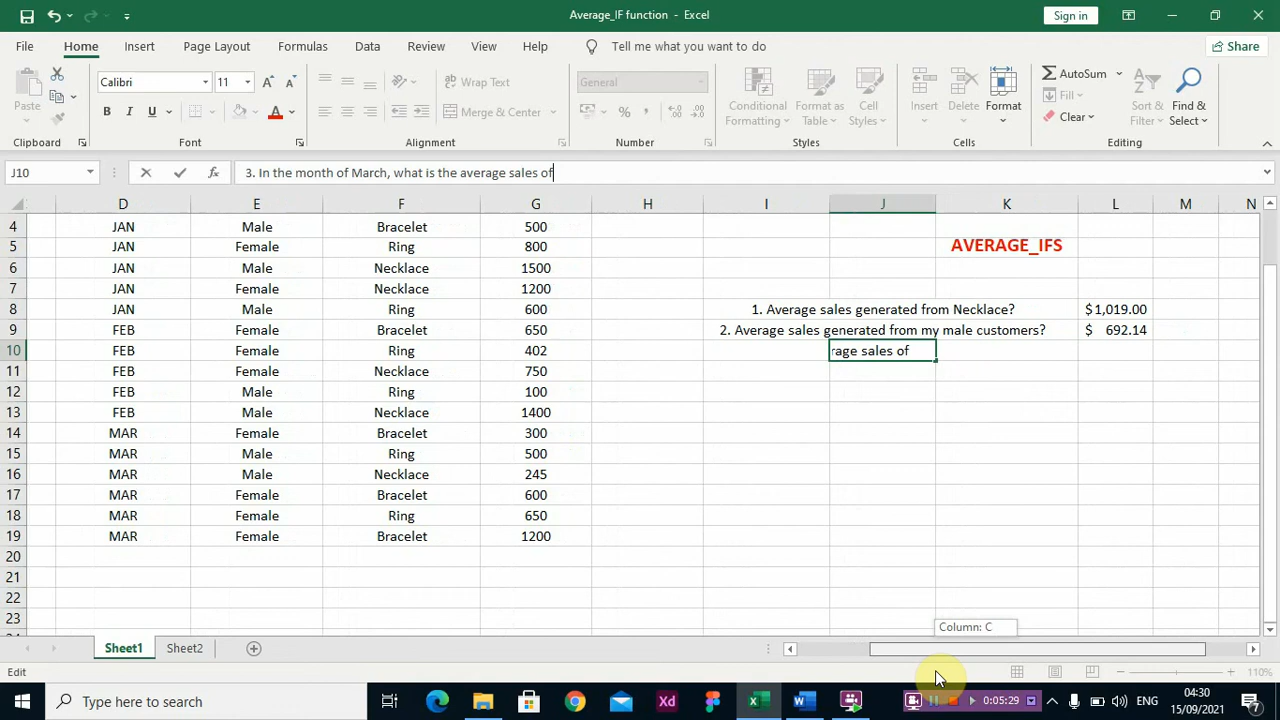 Average_IF function - Excel
Sign in
File Home Insert Page Layout Formulas Data Review View Help Tell me what you want to do Share
Calibri 11 Wrap Text General AutoSum
Paste B I U Merge & Center Conditional Formatting Format as Table Cell Styles Insert Delete Format Fill Clear Sort & Filter Find & Select
Clipboard Font Alignment Number Styles Cells Editing
J10 fx 3. In the month of March, what is the average sales of
D E F G H I J K L M N
4 JAN Male Bracelet 500
5 JAN Female Ring 800 AVERAGE_IFS
6 JAN Male Necklace 1500
7 JAN Female Necklace 1200
8 JAN Male Ring 600 1. Average sales generated from Necklace? $1,019.00
9 FEB Female Bracelet 650 2. Average sales generated from my male customers? $ 692.14
10 FEB Female Ring 402 rage sales of
11 FEB Female Necklace 750
12 FEB Male Ring 100
13 FEB Male Necklace 1400
14 MAR Female Bracelet 300
15 MAR Male Ring 500
16 MAR Male Necklace 245
17 MAR Female Bracelet 600
18 MAR Female Ring 650
19 MAR Female Bracelet 1200
20
21
22
23
Column: C
Sheet1 Sheet2
Edit 110%
Type here to search Xd 0:05:29 ENG 04:30
15/09/2021 7